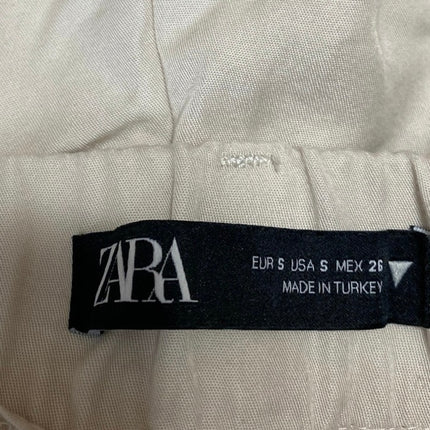 ZARA
EUR S USA S MEX 26
MADE IN TURKEY